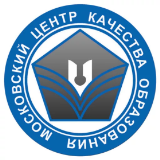 МОСКОВСКИЙ ЦЕНТР КАЧЕСТВА ОБРАЗОВАНИЯ